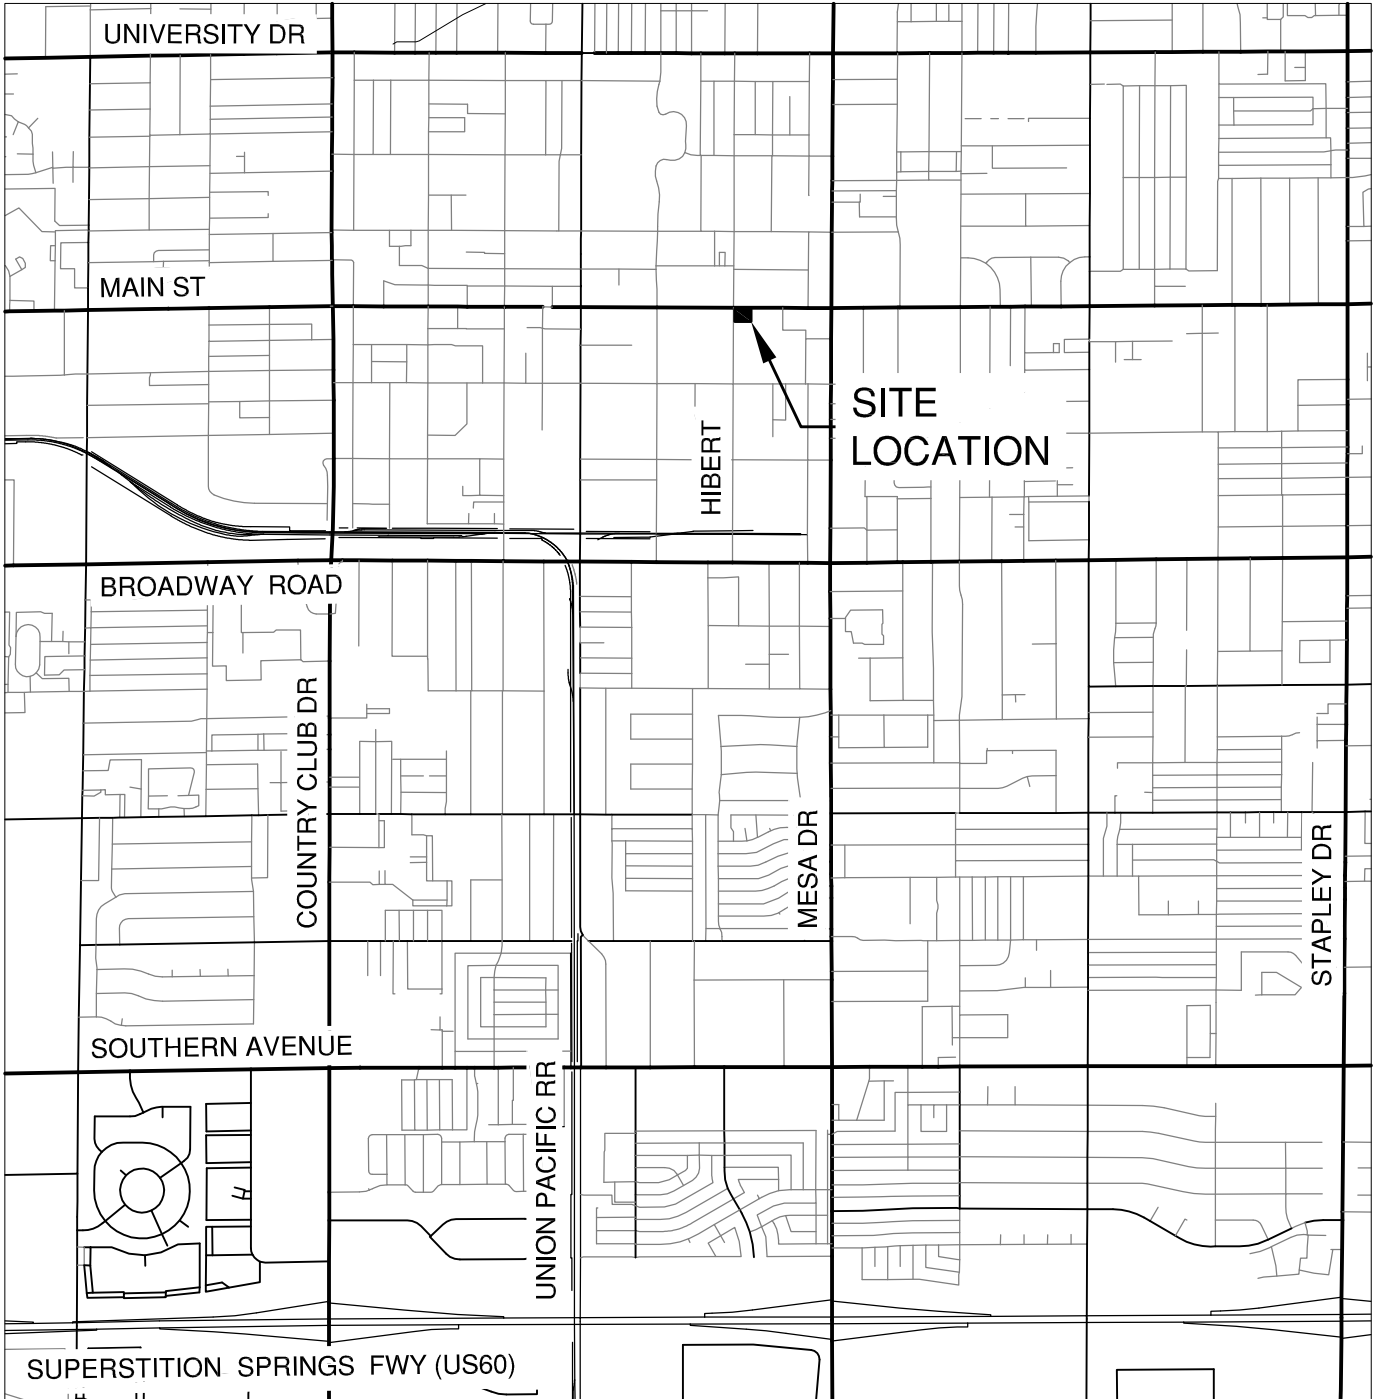 UNIVERSITY DR
MAIN ST
SITE
LOCATION
HIBERT
BROADWAY ROAD
COUNTRY CLUB DR
MESA DR
STAPLEY DR
SOUTHERN AVENUE
UNION PACIFIC RR
SUPERSTITION SPRINGS FWY (US60)